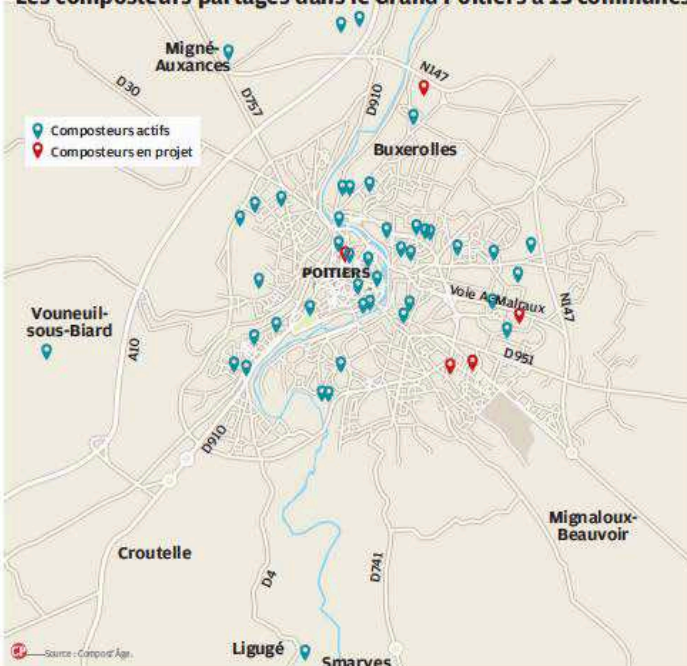 Les composteurs partagés dans le Grand Poitiers à 13 communes
Migné-
Auxances
D30
D757
D910
N147
Composteurs actifs
Composteurs en projet
Buxerolles
POITIERS
Vouneuil-
sous-Biard
A10
Voie A. Malraux
N147
D951
D910
Mignaloux-
Beauvoir
Croutelle
D4
D741
CP
Source : Compost'Âge.
Ligugé
Smarves